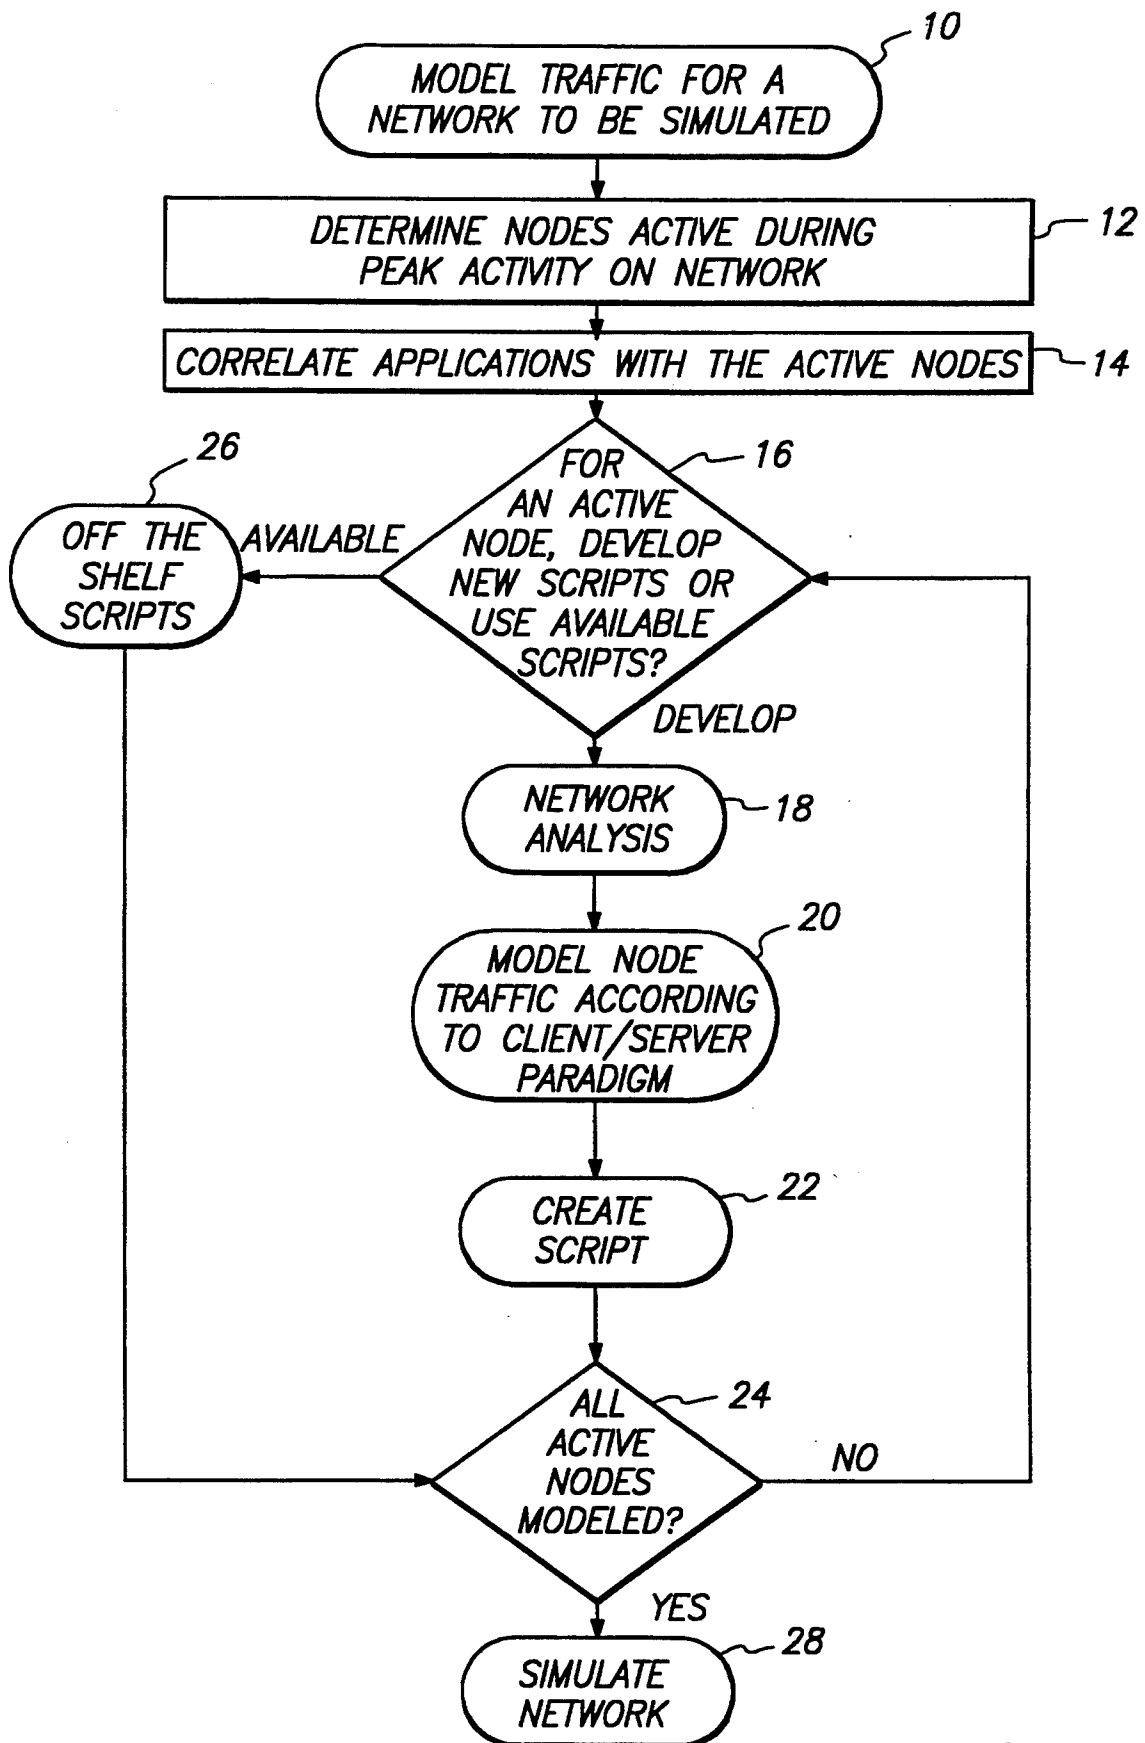 10
MODEL TRAFFIC FOR A
NETWORK TO BE SIMULATED
12
DETERMINE NODES ACTIVE DURING
PEAK ACTIVITY ON NETWORK
CORRELATE APPLICATIONS WITH THE ACTIVE NODES
14
16
FOR
AN ACTIVE
NODE, DEVELOP
NEW SCRIPTS OR
USE AVAILABLE
SCRIPTS?
26
OFF THE
SHELF
SCRIPTS
AVAILABLE
DEVELOP
NETWORK
ANALYSIS
18
20
MODEL NODE
TRAFFIC ACCORDING
TO CLIENT/SERVER
PARADIGM
22
CREATE
SCRIPT
24
ALL
ACTIVE
NODES
MODELED?
NO
YES
28
SIMULATE
NETWORK